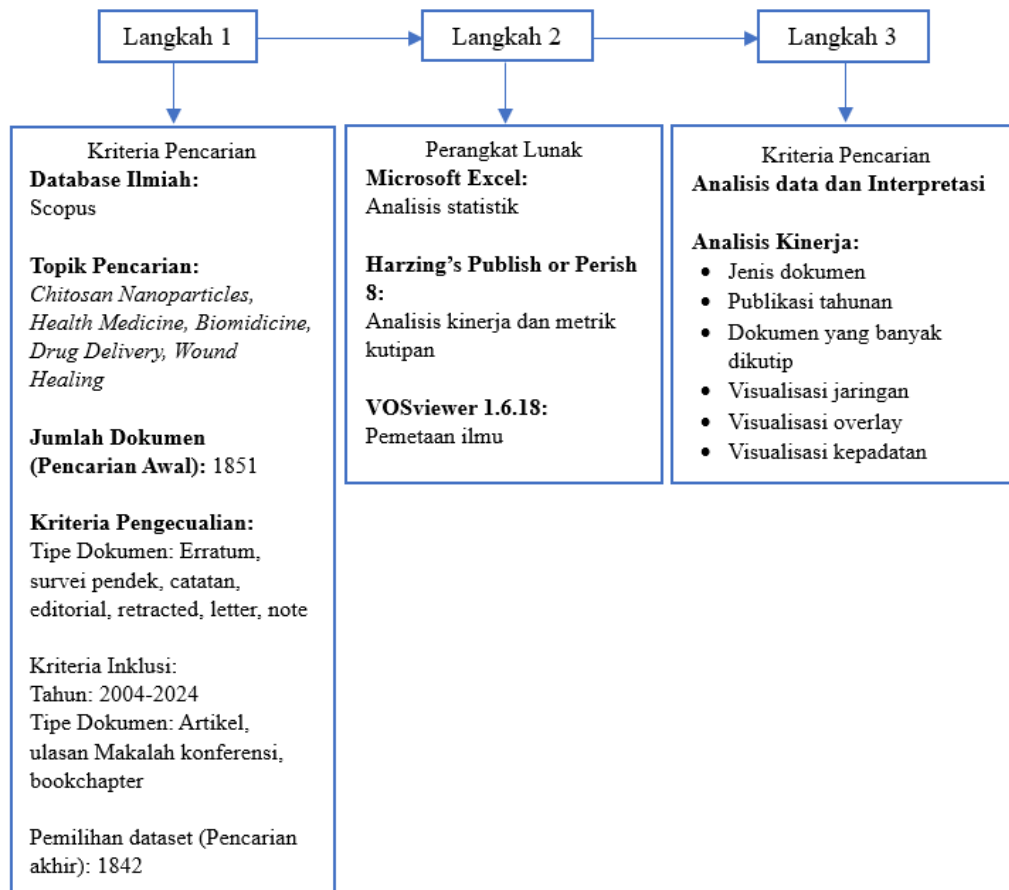 Langkah 1
Langkah 2
Langkah 3
Kriteria Pencarian
Database Ilmiah:
Scopus
Topik Pencarian:
Chitosan Nanoparticles,
Health Medicine, Biomidicine,
Drug Delivery, Wound
Healing
Jumlah Dokumen
(Pencarian Awal): 1851
Kriteria Pengecualian:
Tipe Dokumen: Erratum,
survei pendek, catatan,
editorial, retracted, letter, note
Kriteria Inklusi:
Tahun: 2004-2024
Tipe Dokumen: Artikel,
ulasan Makalah konferensi,
bookchapter
Pemilihan dataset (Pencarian
akhir): 1842
Perangkat Lunak
Microsoft Excel:
Analisis statistik
Harzing’s Publish or Perish
8:
Analisis kinerja dan metrik
kutipan
VOSviewer 1.6.18:
Pemetaan ilmu
Kriteria Pencarian
Analisis data dan Interpretasi
Analisis Kinerja:
• Jenis dokumen
• Publikasi tahunan
• Dokumen yang banyak
dikutip
• Visualisasi jaringan
• Visualisasi overlay
• Visualisasi kepadatan